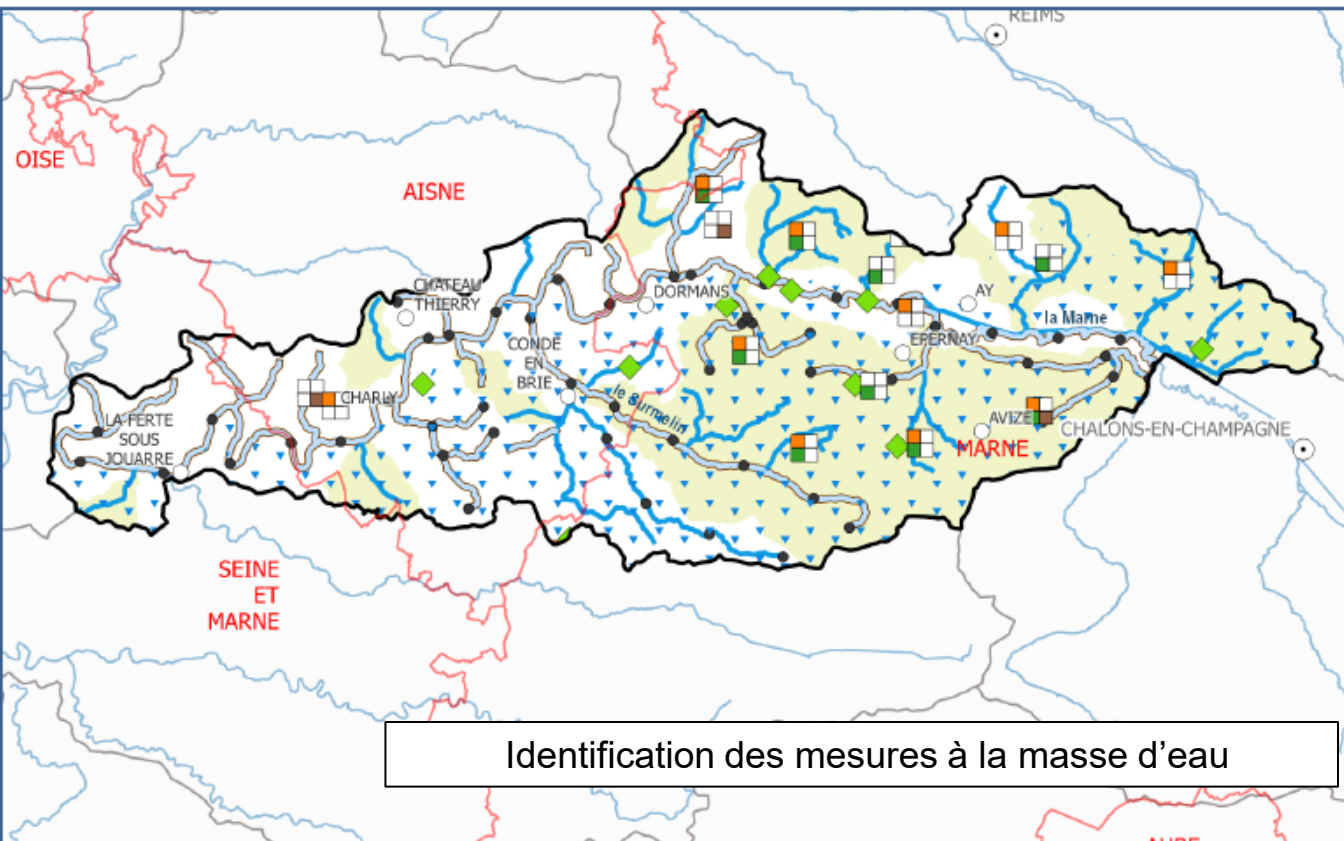 REIMS
OISE
AISNE
CHATEAU
THIERRY
DORMANS
AY
la Marne
EPERNAY
CONDE
EN
BRIE
CHARLY
le Surmelin
LA-FERTE
SOUS
JOUARRE
AVIZE
CHALONS-EN-CHAMPAGNE
MARNE
SEINE
ET
MARNE
Identification des mesures à la masse d'eau
AUBE